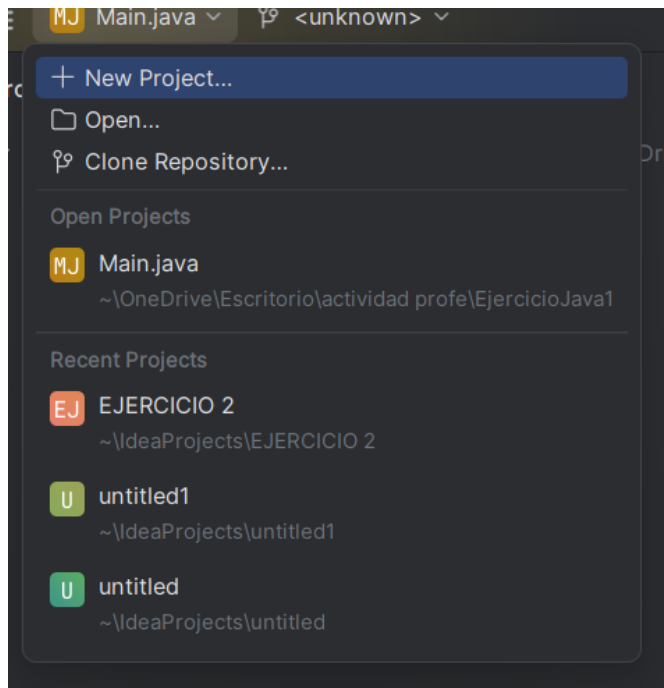 MJ Main.java <unknown>
New Project...
Open...
Clone Repository...
Open Projects
MJ Main.java
~\OneDrive\Escritorio\actividad profe\EjercicioJava1
Recent Projects
EJ EJERCICIO 2
~\IdeaProjects\EJERCICIO 2
U untitled1
~\IdeaProjects\untitled1
U untitled
~\IdeaProjects\untitled